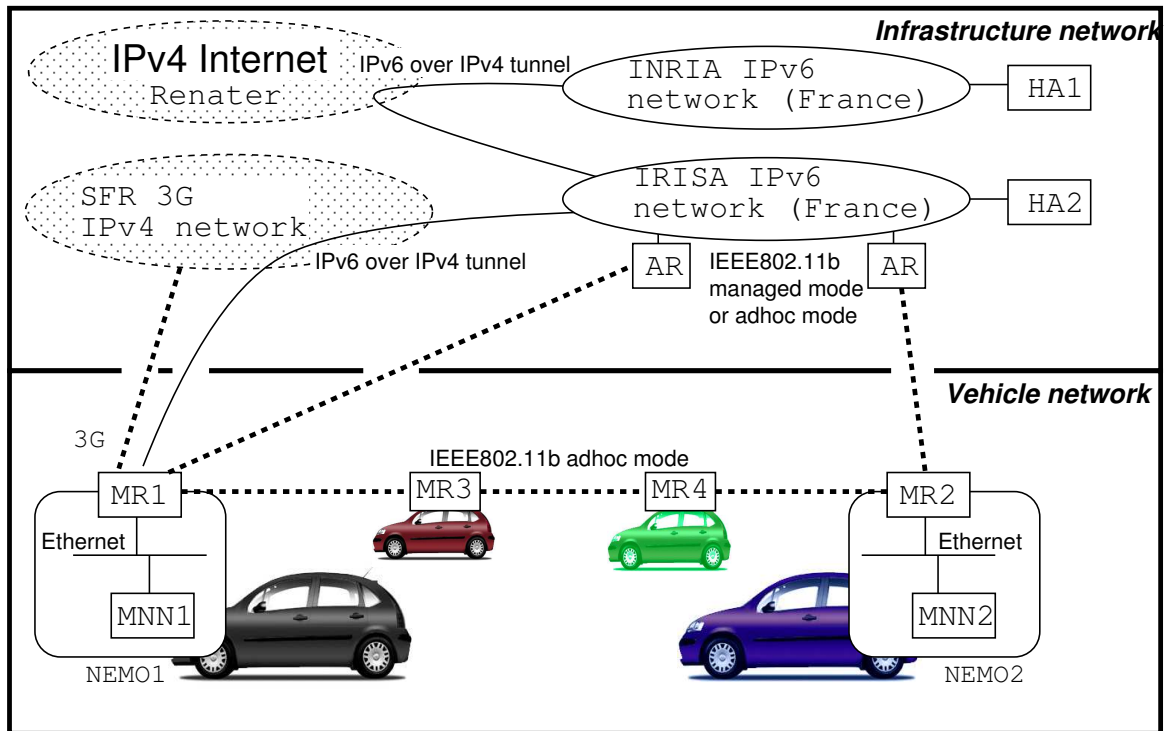 Infrastructure network
IPv4 Internet
Renater
IPv6 over IPv4 tunnel
INRIA IPv6
network (France)
HA1
SFR 3G
IPv4 network
IRISA IPv6
network (France)
HA2
IPv6 over IPv4 tunnel
AR
IEEE802.11b
managed mode
or adhoc mode
AR
Vehicle network
3G
IEEE802.11b adhoc mode
MR1
MR3
MR4
MR2
Ethernet
Ethernet
MNN1
MNN2
NEMO1
NEMO2